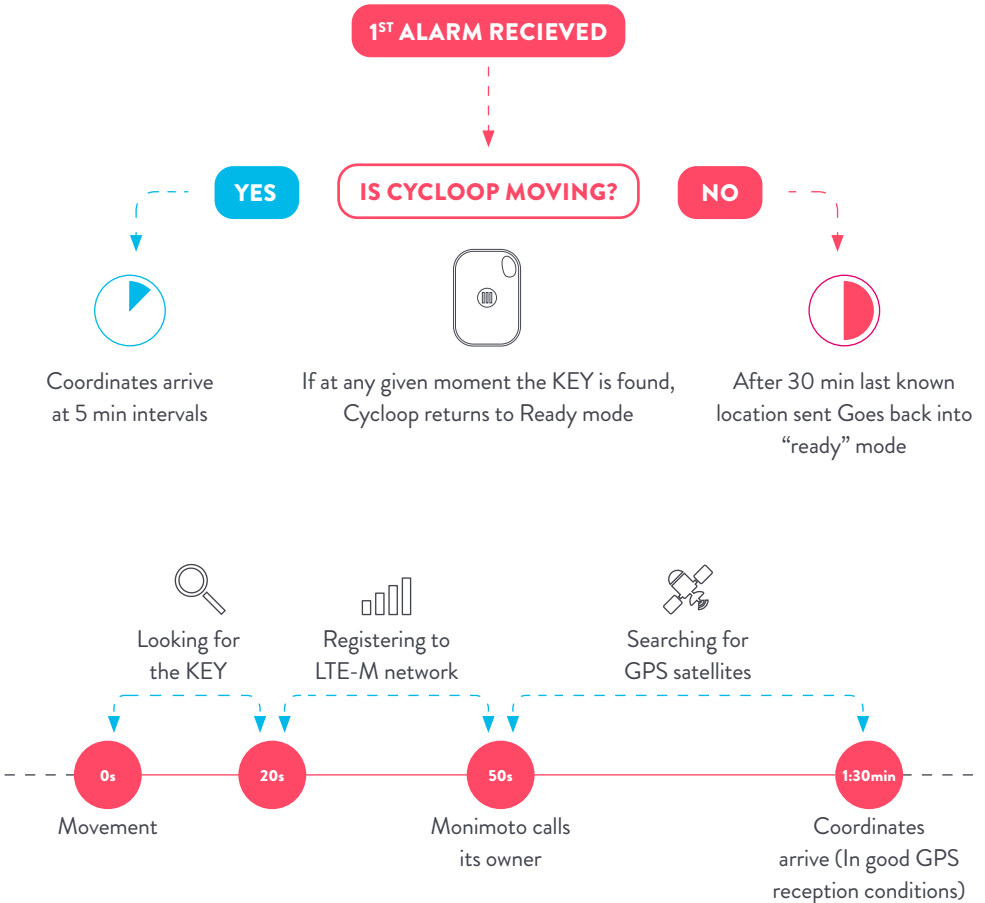 1ST ALARM RECIEVED
YES
IS CYCLOOP MOVING?
NO
Coordinates arrive
at 5 min intervals
If at any given moment the KEY is found,
Cycloop returns to Ready mode
After 30 min last known
location sent Goes back into
“ready” mode
Looking for
the KEY
Registering to
LTE-M network
Searching for
GPS satellites
0s
20s
50s
1:30min
Movement
Monimoto calls
its owner
Coordinates
arrive (In good GPS
reception conditions)